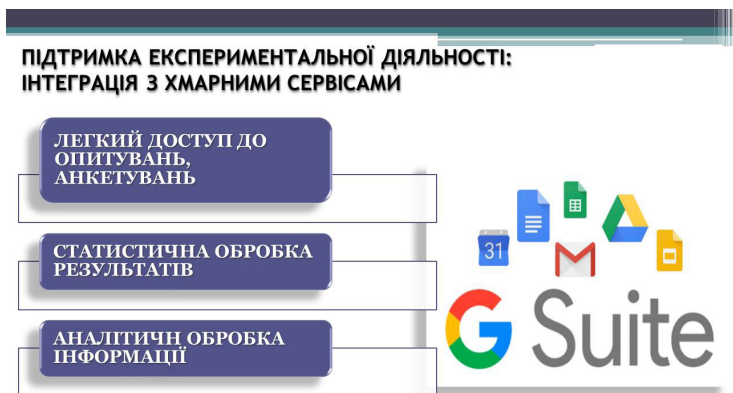 ПІДТРИМКА ЕКСПЕРИМЕНТАЛЬНОЇ ДІЯЛЬНОСТІ:
ІНТЕГРАЦІЯ З ХМАРНИМИ СЕРВІСАМИ
ЛЕГКИЙ ДОСТУП ДО
ОПИТУВАНЬ,
АНКЕТУВАНЬ
СТАТИСТИЧНА ОБРОБКА
РЕЗУЛЬТАТІВ
АНАЛІТИЧН ОБРОБКА
ІНФОРМАЦІЇ
31
G Suite